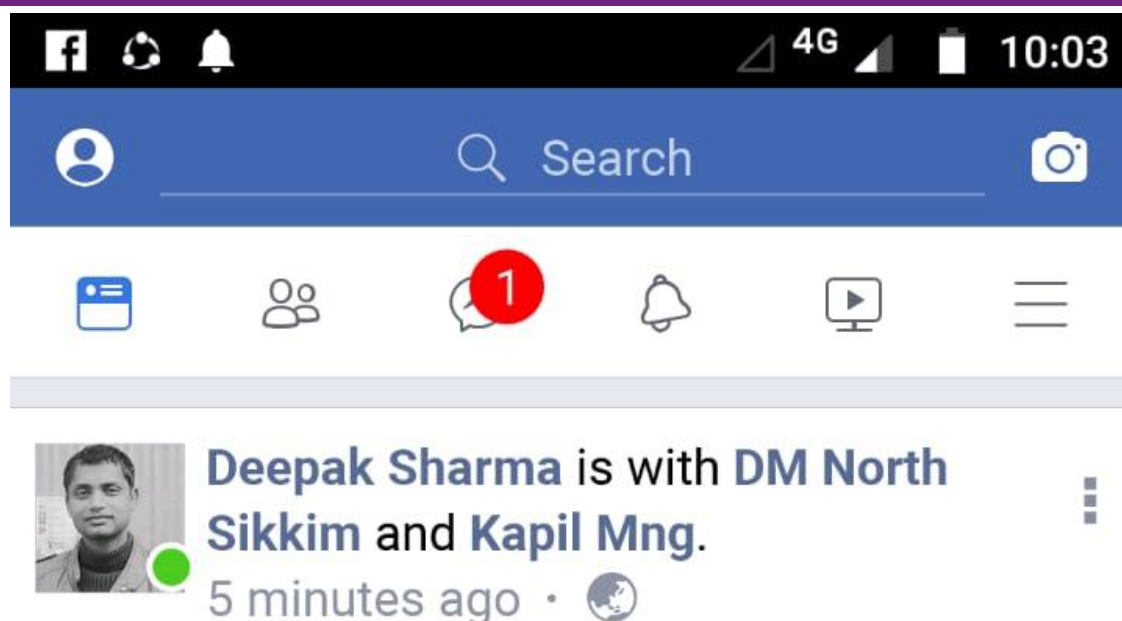 4G 10:03
Search
1
Deepak Sharma is with DM North
Sikkim and Kapil Mng.
5 minutes ago ·